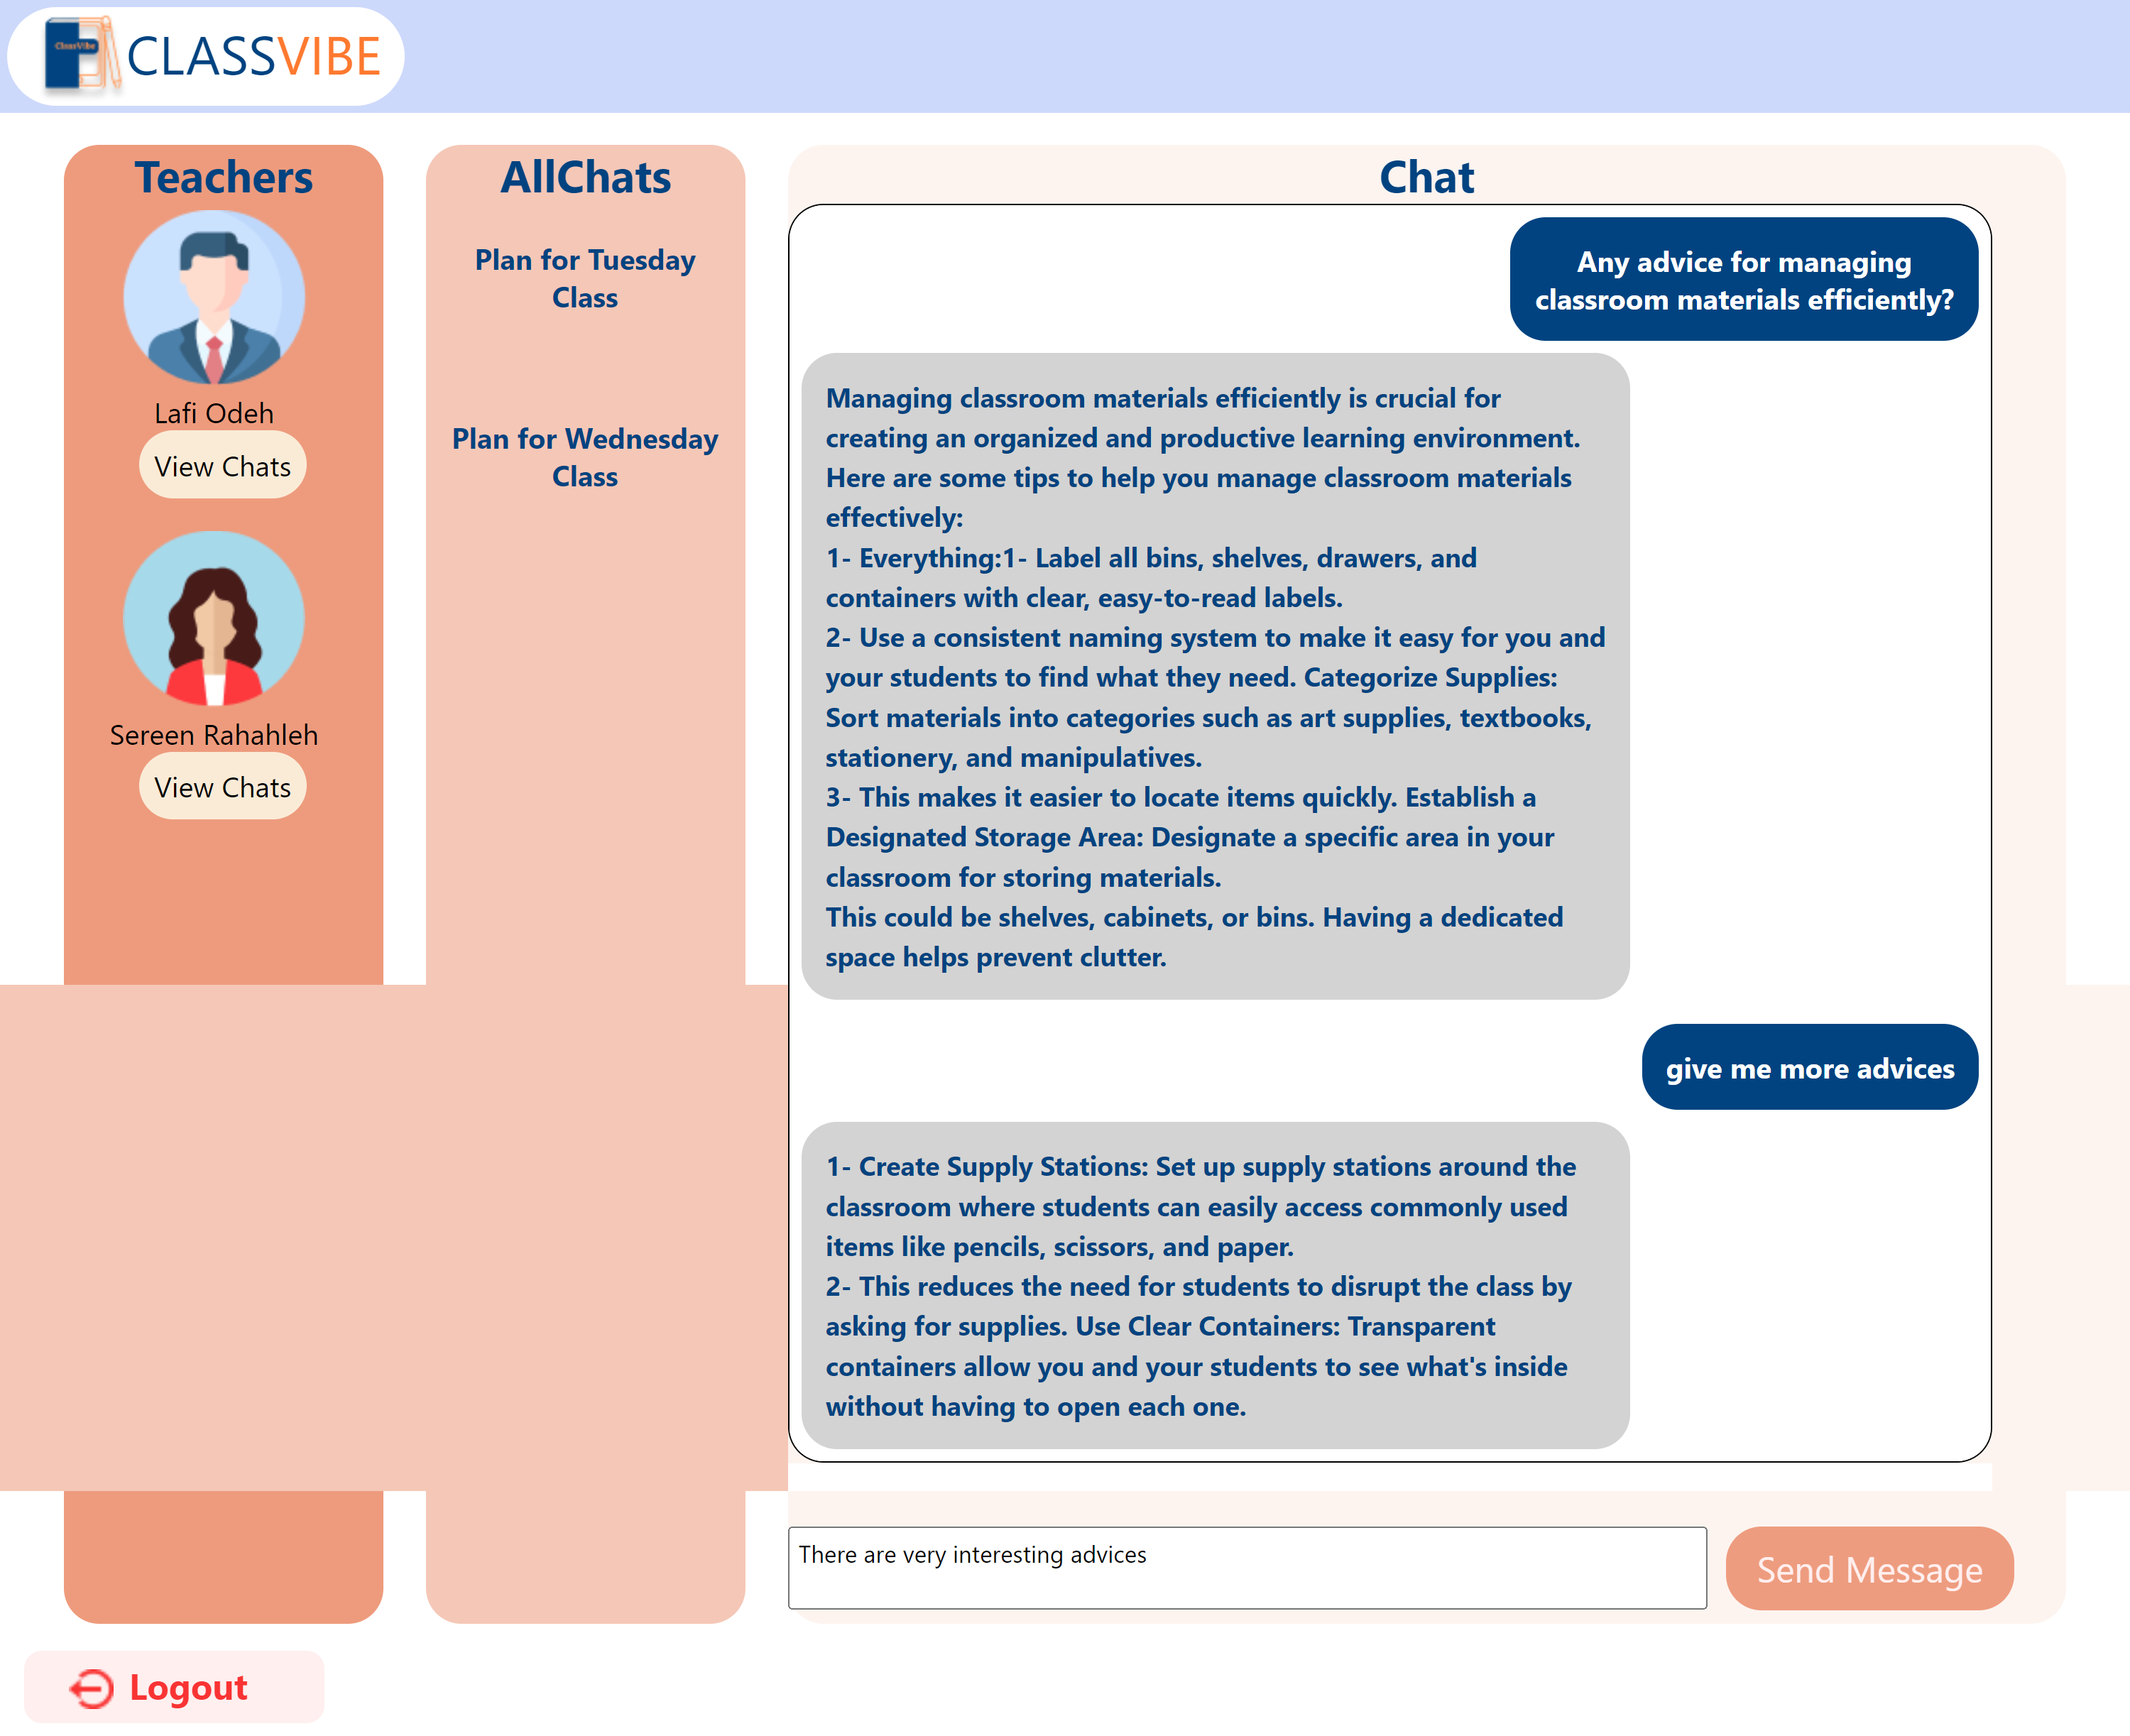 ClassVibe
CLASSVIBE
Teachers
Lafi Odeh
View Chats
Sereen Rahahleh
View Chats
AllChats
Plan for Tuesday
Class
Plan for Wednesday
Class
Chat
Any advice for managing
classroom materials efficiently?
Managing classroom materials efficiently is crucial for
creating an organized and productive learning environment.
Here are some tips to help you manage classroom materials
effectively:
1- Everything:1- Label all bins, shelves, drawers, and
containers with clear, easy-to-read labels.
2- Use a consistent naming system to make it easy for you and
your students to find what they need. Categorize Supplies:
Sort materials into categories such as art supplies, textbooks,
stationery, and manipulatives.
3- This makes it easier to locate items quickly. Establish a
Designated Storage Area: Designate a specific area in your
classroom for storing materials.
This could be shelves, cabinets, or bins. Having a dedicated
space helps prevent clutter.
give me more advices
1- Create Supply Stations: Set up supply stations around the
classroom where students can easily access commonly used
items like pencils, scissors, and paper.
2- This reduces the need for students to disrupt the class by
asking for supplies. Use Clear Containers: Transparent
containers allow you and your students to see what's inside
without having to open each one.
There are very interesting advices
Send Message
Logout